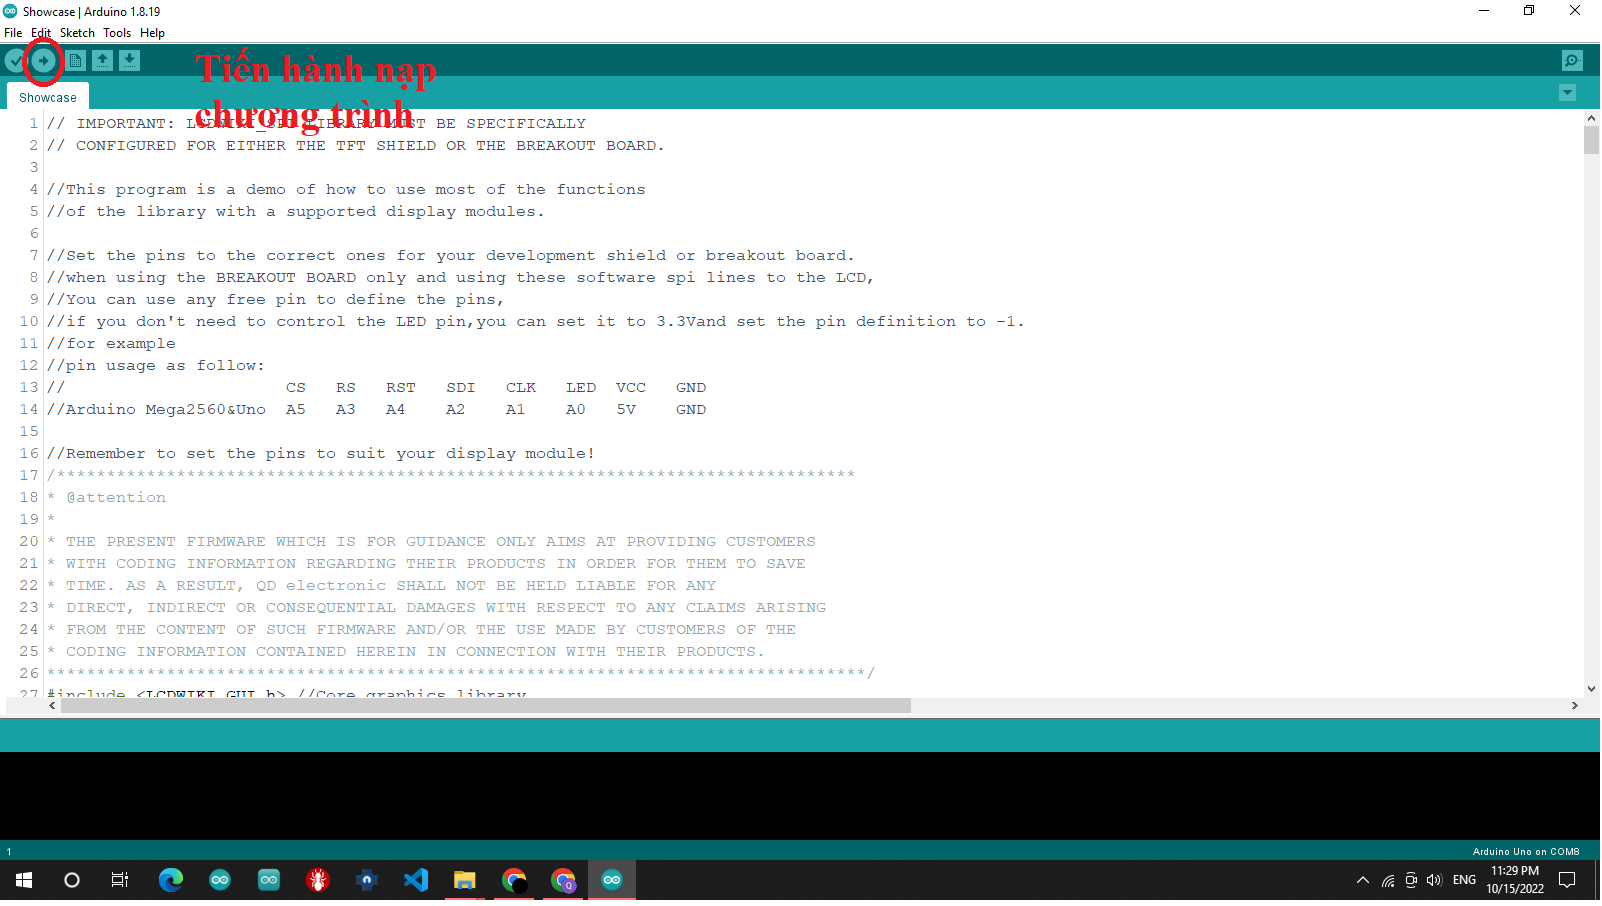 Showcase | Arduino 1.8.19
File Edit Sketch Tools Help
Tiến hành nạp
chương trình
Showcase
1 // IMPORTANT: LCDWIKI_SPI LIBRARY MUST BE SPECIFICALLY
2 // CONFIGURED FOR EITHER THE TFT SHIELD OR THE BREAKOUT BOARD.
3
4 //This program is a demo of how to use most of the functions
5 //of the library with a supported display modules.
6
7 //Set the pins to the correct ones for your development shield or breakout board.
8 //when using the BREAKOUT BOARD only and using these software spi lines to the LCD,
9 //You can use any free pin to define the pins,
10 //if you don't need to control the LED pin,you can set it to 3.3Vand set the pin definition to -1.
11 //for example
12 //pin usage as follow:
13 // CS RS RST SDI CLK LED VCC GND
14 //Arduino Mega2560&Uno A5 A3 A4 A2 A1 A0 5V GND
15
16 //Remember to set the pins to suit your display module!
17 /********************************************************************************
18 * @attention
19 *
20 * THE PRESENT FIRMWARE WHICH IS FOR GUIDANCE ONLY AIMS AT PROVIDING CUSTOMERS
21 * WITH CODING INFORMATION REGARDING THEIR PRODUCTS IN ORDER FOR THEM TO SAVE
22 * TIME. AS A RESULT, QD electronic SHALL NOT BE HELD LIABLE FOR ANY
23 * DIRECT, INDIRECT OR CONSEQUENTIAL DAMAGES WITH RESPECT TO ANY CLAIMS ARISING
24 * FROM THE CONTENT OF SUCH FIRMWARE AND/OR THE USE MADE BY CUSTOMERS OF THE
25 * CODING INFORMATION CONTAINED HEREIN IN CONNECTION WITH THEIR PRODUCTS.
26 **********************************************************************************/
27 #include <LCDWIKI_GUI.h> //Core graphics library
1
Arduino Uno on COM8
ENG
11:29 PM
10/15/2022